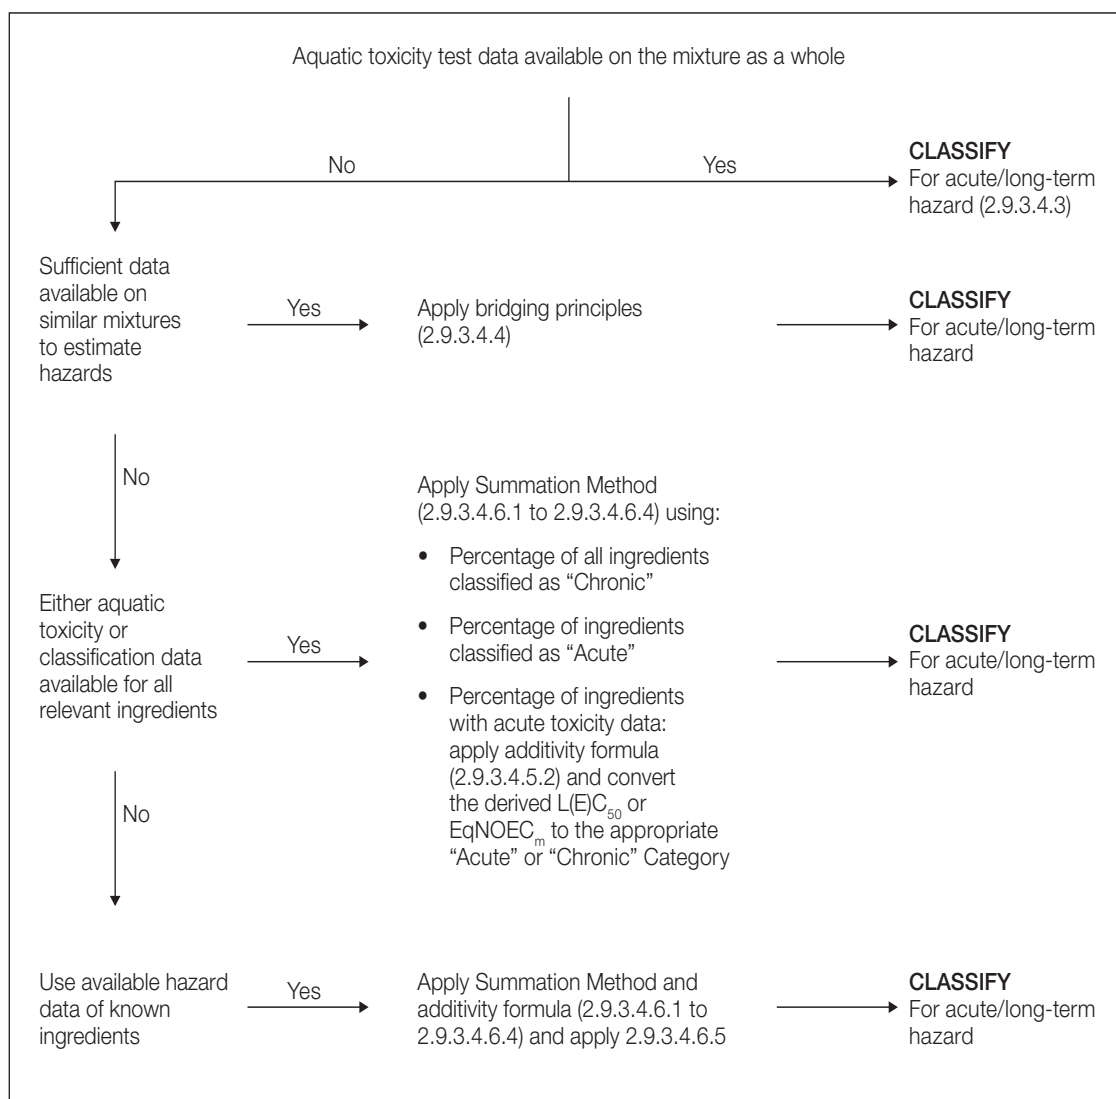 Aquatic toxicity test data available on the mixture as a whole
No
Yes
CLASSIFY
For acute/long-term
hazard (2.9.3.4.3)
Sufficient data
available on
similar mixtures
to estimate
hazards
Yes
Apply bridging principles
(2.9.3.4.4)
CLASSIFY
For acute/long-term
hazard
No
Either aquatic
toxicity or
classification data
available for all
relevant ingredients
Yes
Apply Summation Method
(2.9.3.4.6.1 to 2.9.3.4.6.4) using:
• Percentage of all ingredients
classified as “Chronic”
• Percentage of ingredients
classified as “Acute”
• Percentage of ingredients
with acute toxicity data:
apply additivity formula
(2.9.3.4.5.2) and convert
the derived L(E)C50 or
EqNOECm to the appropriate
“Acute” or “Chronic” Category
CLASSIFY
For acute/long-term
hazard
No
Use available hazard
data of known
ingredients
Yes
Apply Summation Method and
additivity formula (2.9.3.4.6.1 to
2.9.3.4.6.4) and apply 2.9.3.4.6.5
CLASSIFY
For acute/long-term
hazard